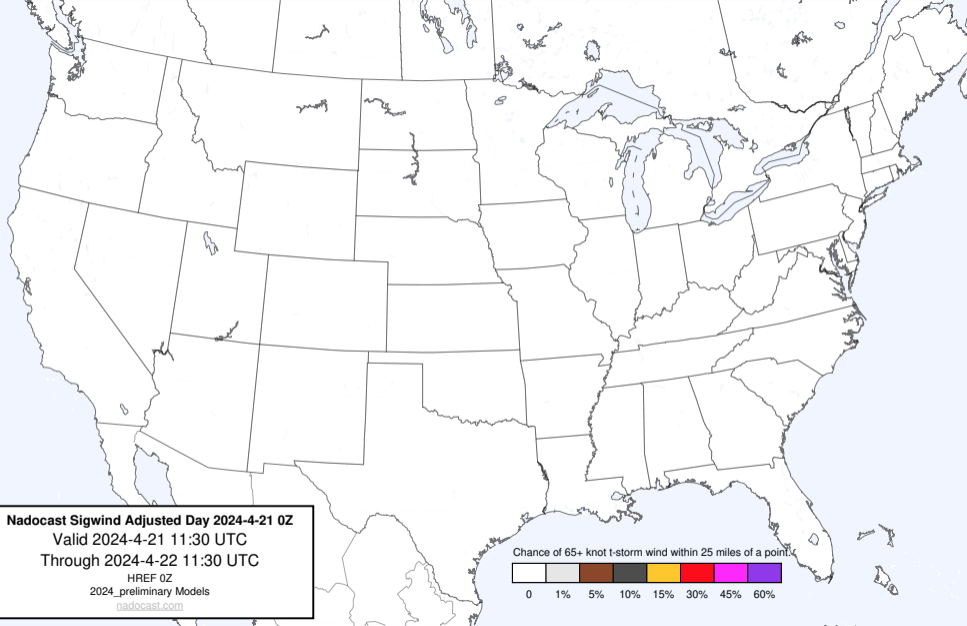 Nadocast Sigwind Adjusted Day 2024-4-21 0Z
Valid 2024-4-21 11:30 UTC
Through 2024-4-22 11:30 UTC
HREF 0Z
2024_preliminary Models
nadocast.com
Chance of 65+ knot t-storm wind within 25 miles of a point.
0 1% 5% 10% 15% 30% 45% 60%